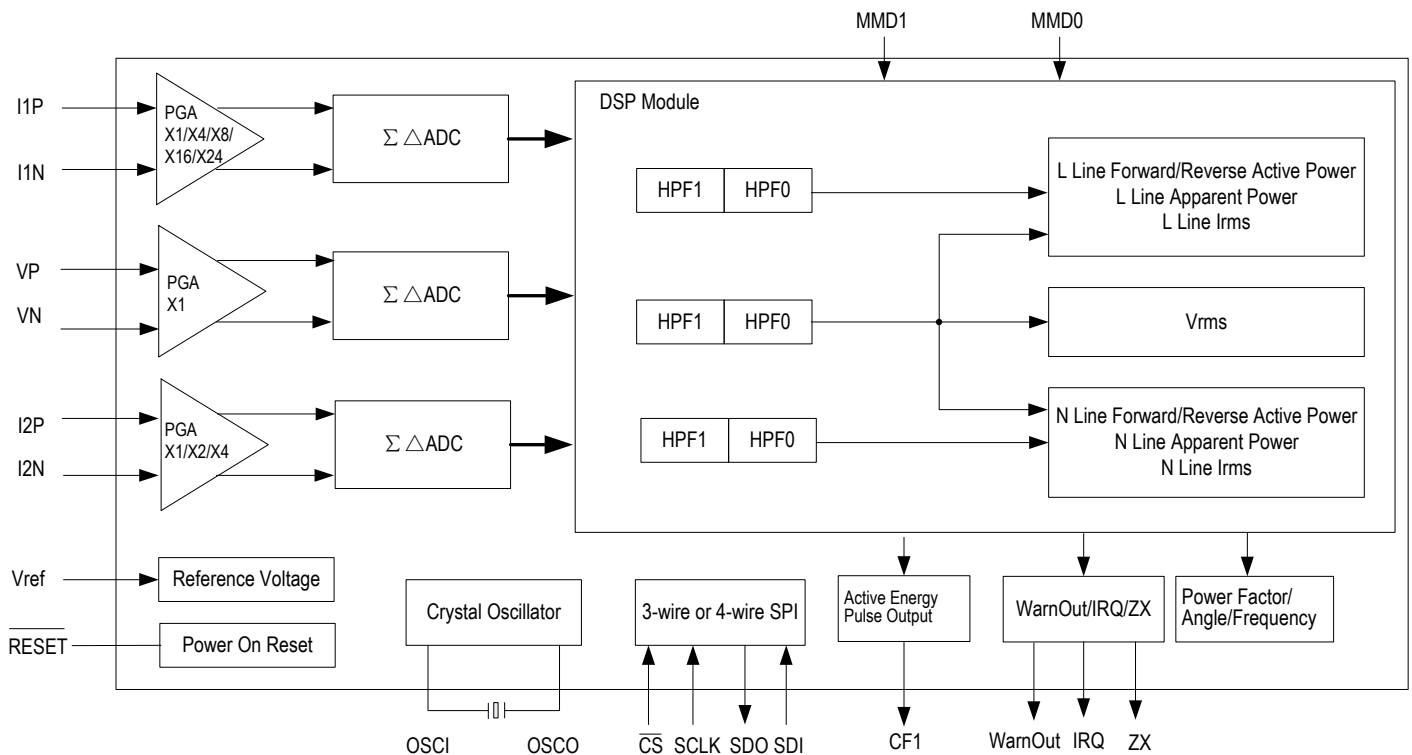 MMD1
MMD0
I1P
I1N
PGA
X1/X4/X8/
X16/X24
Σ △ADC
DSP Module
HPF1
HPF0
L Line Forward/Reverse Active Power
L Line Apparent Power
L Line Irms
VP
VN
PGA
X1
Σ △ADC
HPF1
HPF0
Vrms
I2P
I2N
PGA
X1/X2/X4
Σ △ADC
HPF1
HPF0
N Line Forward/Reverse Active Power
N Line Apparent Power
N Line Irms
Vref
Reference Voltage
RESET
Power On Reset
Crystal Oscillator
3-wire or 4-wire SPI
Active Energy
Pulse Output
WarnOut/IRQ/ZX
Power Factor/
Angle/Frequency
OSCI
OSCO
CS
SCLK
SDO
SDI
CF1
WarnOut
IRQ
ZX